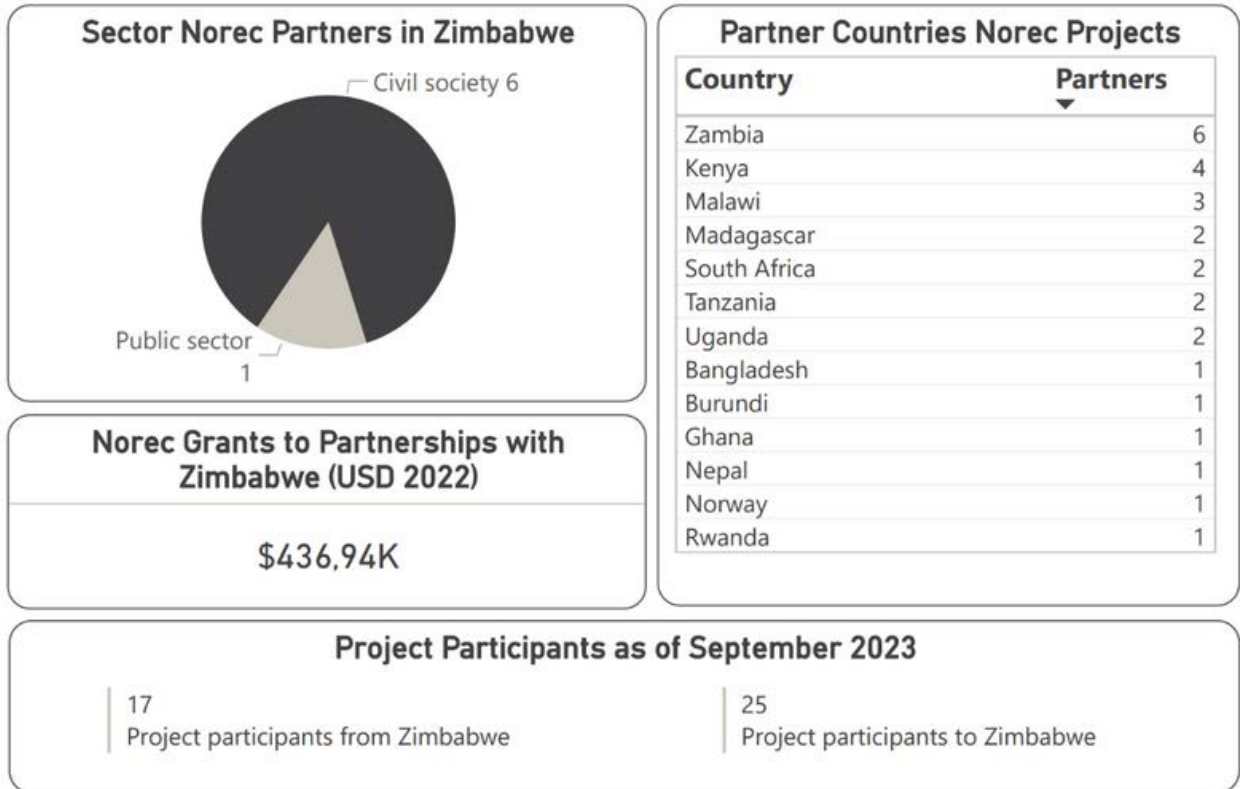 Sector Norec Partners in Zimbabwe
Civil society 6
Public sector
1
Norec Grants to Partnerships with
Zimbabwe (USD 2022)
$436,94K
Partner Countries Norec Projects
Country Partners
Zambia 6
Kenya 4
Malawi 3
Madagascar 2
South Africa 2
Tanzania 2
Uganda 2
Bangladesh 1
Burundi 1
Ghana 1
Nepal 1
Norway 1
Rwanda 1
Project Participants as of September 2023
17
Project participants from Zimbabwe
25
Project participants to Zimbabwe